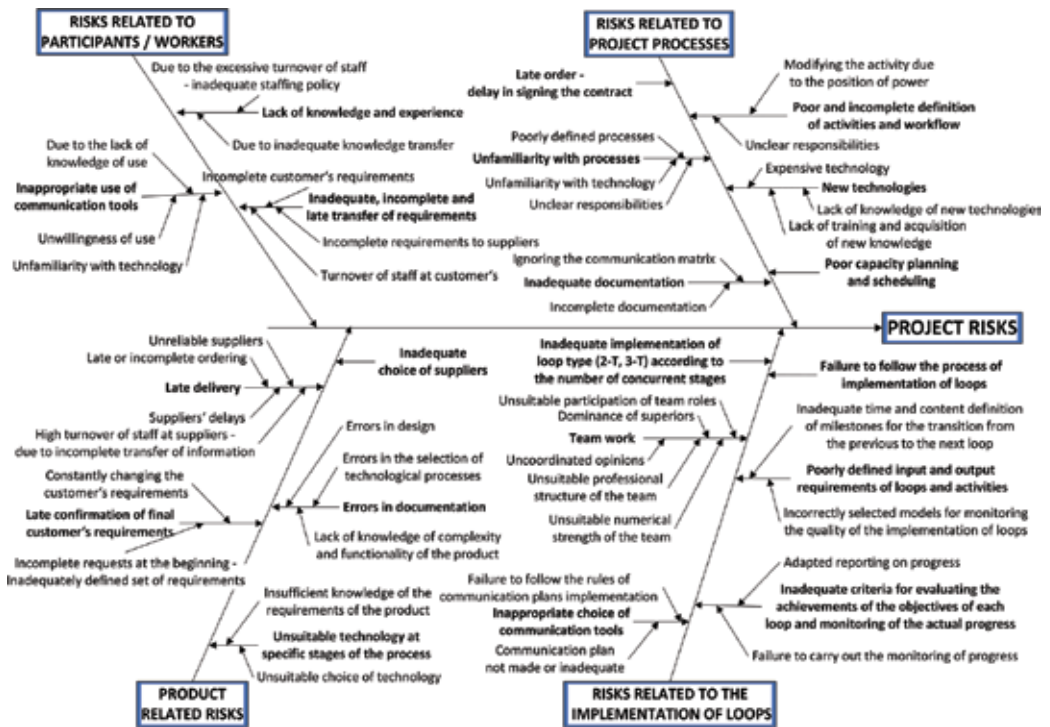 RISKS RELATED TO
PARTICIPANTS / WORKERS
Due to the excessive turnover of staff
- inadequate staffing policy
Lack of knowledge and experience
Due to inadequate knowledge transfer
Due to the lack of
knowledge of use
Inappropriate use of
communication tools
Unwillingness of use
Unfamiliarity with technology
Incomplete customer's requirements
Inadequate, incomplete and
late transfer of requirements
Incomplete requirements to suppliers
Turnover of staff at customer's
RISKS RELATED TO
PROJECT PROCESSES
Late order -
delay in signing the contract
Modifying the activity due
to the position of power
Poor and incomplete definition
of activities and workflow
Unclear responsibilities
Poorly defined processes
Unfamiliarity with processes
Unfamiliarity with technology
Unclear responsibilities
Expensive technology
New technologies
Lack of knowledge of new technologies
Lack of training and acquisition
of new knowledge
Ignoring the communication matrix
Inadequate documentation
Incomplete documentation
Poor capacity planning
and scheduling
PROJECT RISKS
Unreliable suppliers
Late or incomplete ordering
Late delivery
Suppliers' delays
High turnover of staff at suppliers -
due to incomplete transfer of information
Inadequate
choice of suppliers
Constantly changing the
customer's requirements
Late confirmation of final
customer's requirements
Incomplete requests at the beginning -
Inadequately defined set of requirements
Errors in design
Errors in the selection of
technological processes
Errors in documentation
Lack of knowledge of complexity
and functionality of the product
Insufficient knowledge of the
requirements of the product
Unsuitable technology at
specific stages of the process
Unsuitable choice of technology
PRODUCT
RELATED RISKS
Inadequate implementation of
loop type (2-T, 3-T) according to
the number of concurrent stages
Failure to follow the process of
implementation of loops
Unsuitable participation of team roles
Dominance of superiors
Team work
Uncoordinated opinions
Unsuitable professional
structure of the team
Unsuitable numerical
strength of the team
Inadequate time and content definition
of milestones for the transition from
the previous to the next loop
Poorly defined input and output
requirements of loops and activities
Incorrectly selected models for monitoring
the quality of the implementation of loops
Failure to follow the rules of
communication plans implementation
Inappropriate choice of
communication tools
Communication plan
not made or inadequate
Adapted reporting on progress
Inadequate criteria for evaluating the
achievements of the objectives of each
loop and monitoring of the actual progress
Failure to carry out the monitoring of progress
RISKS RELATED TO THE
IMPLEMENTATION OF LOOPS